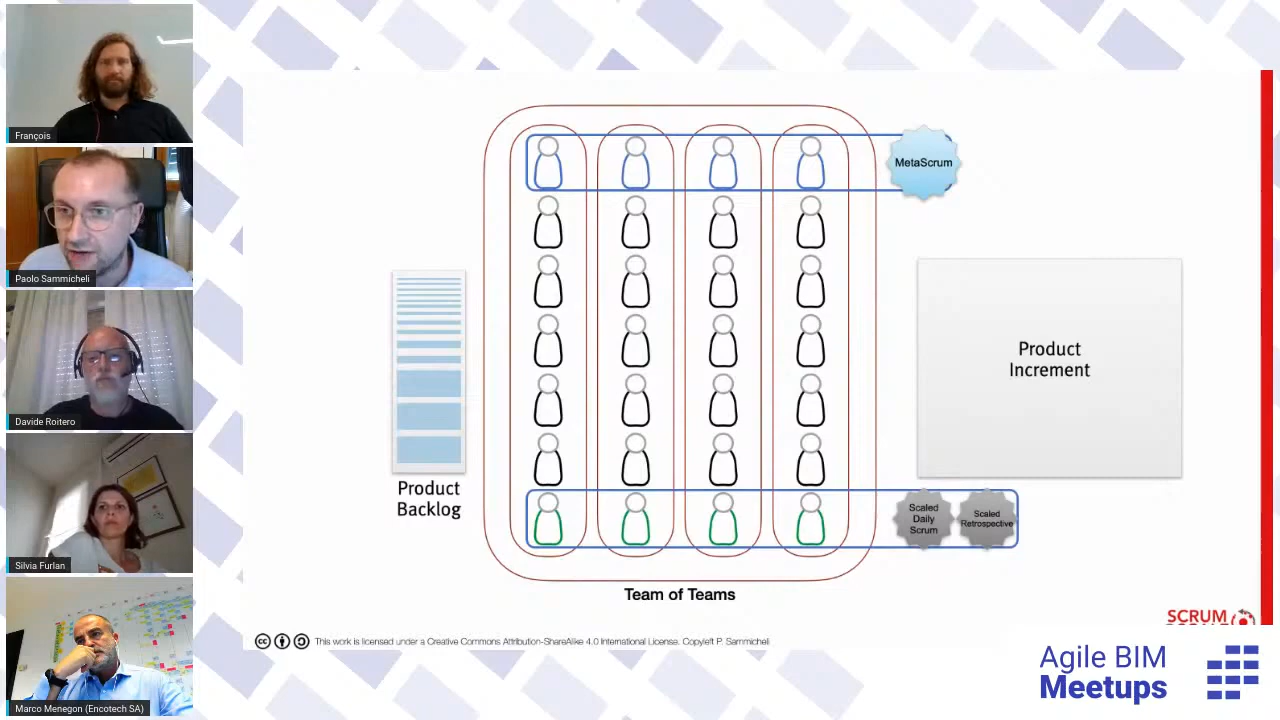 François
Paolo Sammicheli
Davide Roitero
Silvia Furlan
Marco Menegon (Encotech SA)
MetaScrum
Product
Backlog
Product
Increment
Scaled
Daily
Scrum
Scaled
Retrospective
Team of Teams
This work is licensed under a Creative Commons Attribution-ShareAlike 4.0 International License. Copyleft P. Sammicheli
SCRUM
Agile BIM
Meetups